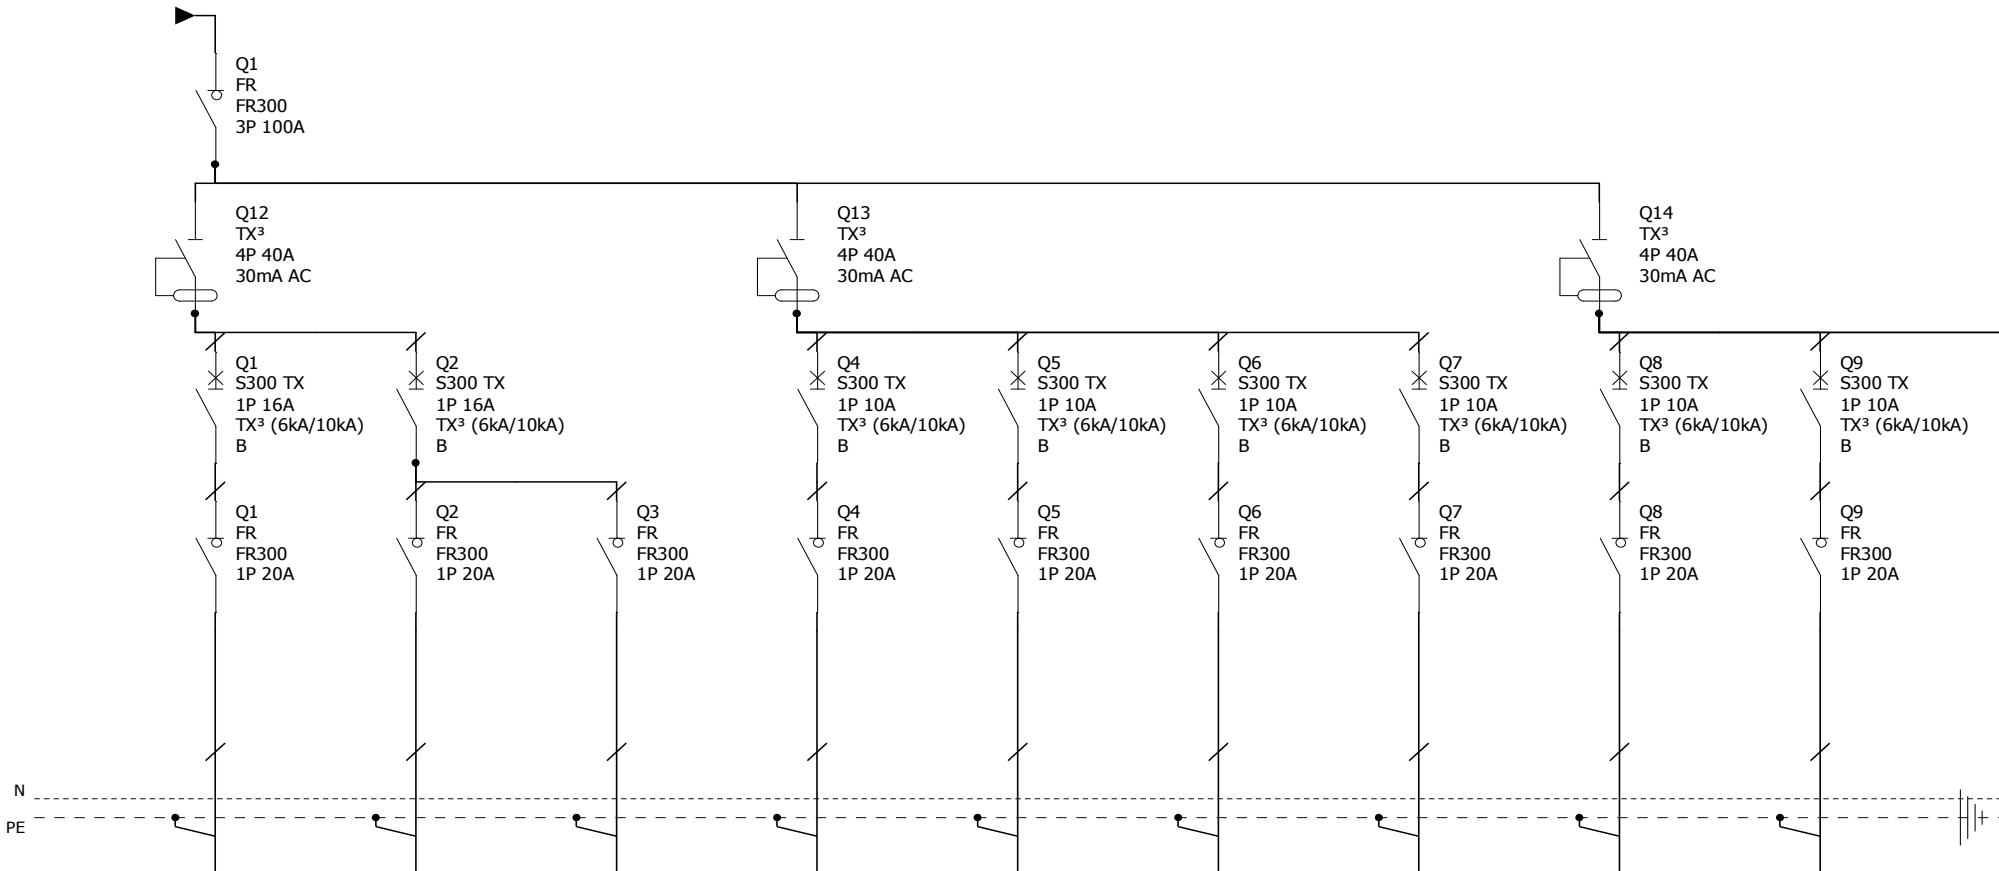 Q1
FR
FR300
3P 100A
Q12
TX³
4P 40A
30mA AC
Q13
TX³
4P 40A
30mA AC
Q14
TX³
4P 40A
30mA AC
Q1
S300 TX
1P 16A
TX³ (6kA/10kA)
B
Q2
S300 TX
1P 16A
TX³ (6kA/10kA)
B
Q4
S300 TX
1P 10A
TX³ (6kA/10kA)
B
Q5
S300 TX
1P 10A
TX³ (6kA/10kA)
B
Q6
S300 TX
1P 10A
TX³ (6kA/10kA)
B
Q7
S300 TX
1P 10A
TX³ (6kA/10kA)
B
Q8
S300 TX
1P 10A
TX³ (6kA/10kA)
B
Q9
S300 TX
1P 10A
TX³ (6kA/10kA)
B
Q1
FR
FR300
1P 20A
Q2
FR
FR300
1P 20A
Q3
FR
FR300
1P 20A
Q4
FR
FR300
1P 20A
Q5
FR
FR300
1P 20A
Q6
FR
FR300
1P 20A
Q7
FR
FR300
1P 20A
Q8
FR
FR300
1P 20A
Q9
FR
FR300
1P 20A
N
PE